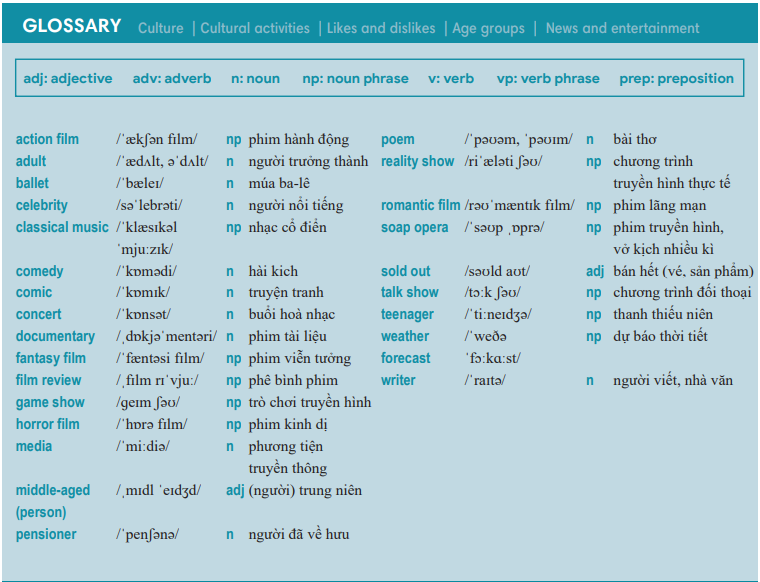 GLOSSARY Culture | Cultural activities | Likes and dislikes | Age groups | News and entertainment
adj: adjective adv: adverb n: noun np: noun phrase v: verb vp: verb phrase prep: preposition
action film /ˈækʃən fɪlm/ np phim hành động
adult /ˈædʌlt, əˈdʌlt/ n người trưởng thành
ballet /ˈbæleɪ/ n múa ba-lê
celebrity /səˈlebrəti/ n người nổi tiếng
classical music /ˈklæsɪkəl np nhạc cổ điển
ˈmjuːzɪk/
comedy /ˈkɒmədi/ n hài kich
comic /ˈkɒmɪk/ n truyện tranh
concert /ˈkɒnsət/ n buổi hoà nhạc
documentary /ˌdɒkjəˈmentəri/ n phim tài liệu
fantasy film /ˈfæntəsi fɪlm/ np phim viễn tưởng
film review /ˌfɪlm rɪˈvjuː/ np phê bình phim
game show /ɡeɪm ʃəʊ/ np trò chơi truyền hình
horror film /ˈhɒrə fɪlm/ np phim kinh dị
media /ˈmiːdiə/ n phương tiện
truyền thông
middle-aged /ˌmɪdl ˈeɪdʒd/ adj (người) trung niên
(person)
pensioner /ˈpenʃənə/ n người đã về hưu
poem /ˈpəʊəm, ˈpəʊɪm/ n bài thơ
reality show /riˈæləti ʃəʊ/ np chương trình
truyền hình thực tế
romantic film /rəʊˈmæntɪk fɪlm/ np phim lãng mạn
soap opera /ˈsəʊp ˌɒprə/ np phim truyền hình,
vở kịch nhiều kì
sold out /səʊld aʊt/ adj bán hết (vé, sản phẩm)
talk show /tɔːk ʃəʊ/ np chương trình đối thoại
teenager /ˈtiːneɪdʒə/ np thanh thiếu niên
weather /ˈweðə np dự báo thời tiết
forecast ˈfɔːkɑːst/
writer /ˈraɪtə/ n người viết, nhà văn